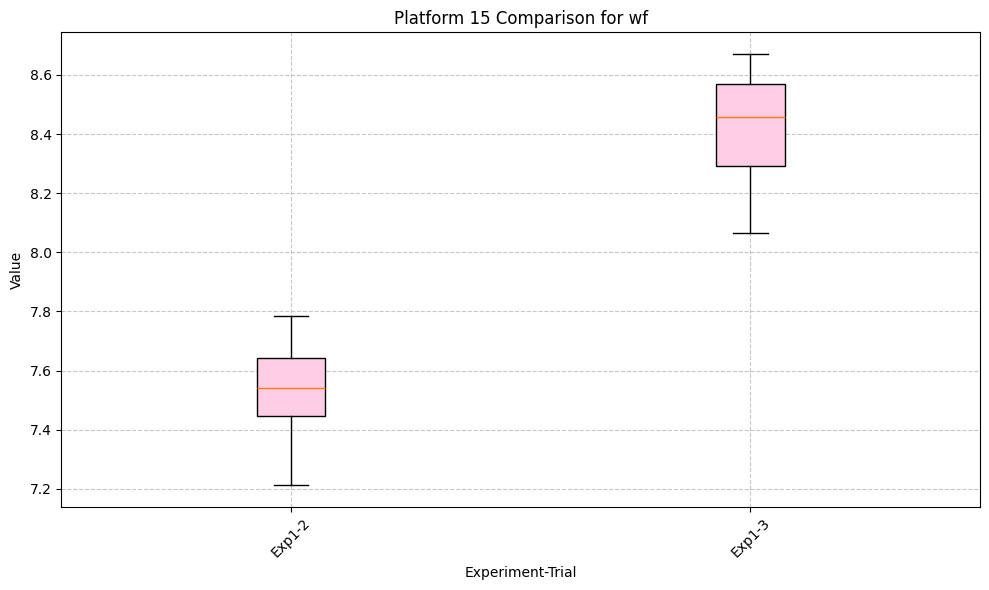 Platform 15 Comparison for wf
8.6
8.4
8.2
8.0
7.8
7.6
7.4
7.2
Value
Exp1-2
Exp1-3
Experiment-Trial